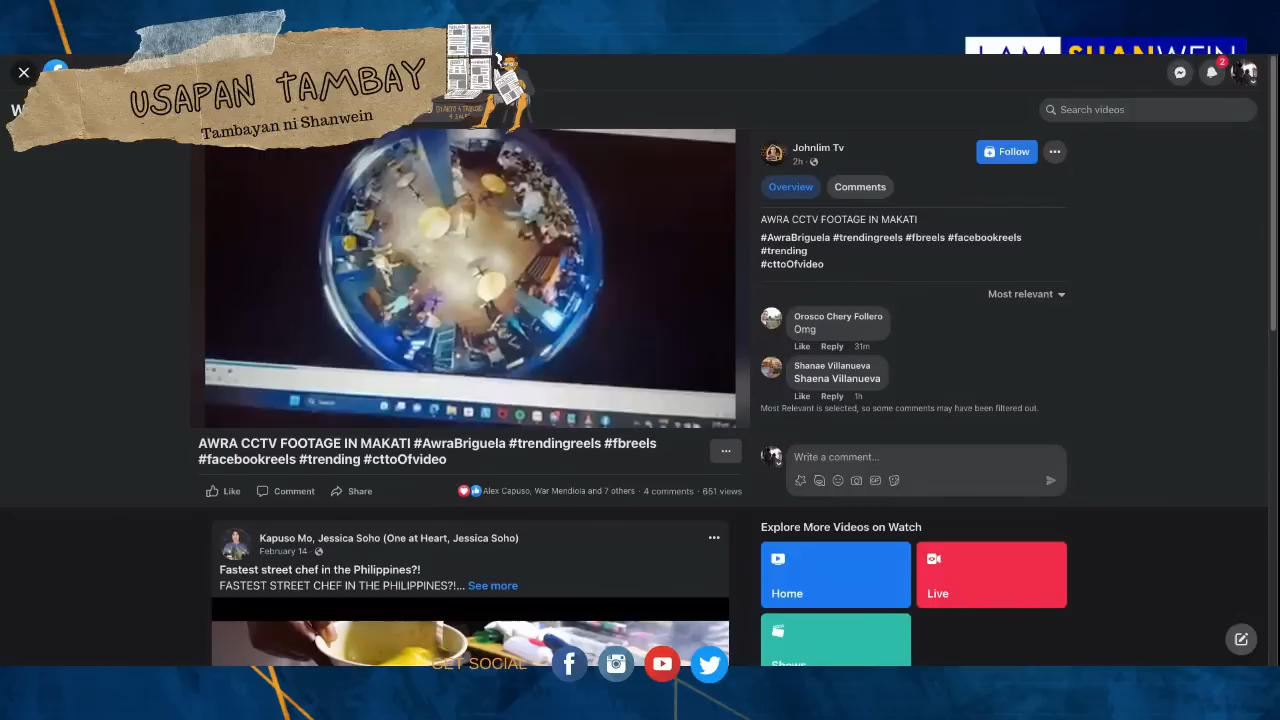 I AM SHANWEIN
USAPAN TAMBAY
Tambayan ni Shanwein
W
2
Search videos
Johnlim Tv
2h
Follow
Overview
Comments
AWRA CCTV FOOTAGE IN MAKATI
#AwraBriguela #trendingreels #fbreels #facebookreels
#trending
#cttoOfvideo
Most relevant
Orosco Chery Follero
Omg
Like Reply 31m
Shanae Villanueva
Shaena Villanueva
Like Reply 1h
Most Relevant is selected, so some comments may have been filtered out.
Write a comment…
GIF
Search
AWRA CCTV FOOTAGE IN MAKATI #AwraBriguela #trendingreels #fbreels
#facebookreels #trending #cttoOfvideo
Like Comment Share
Alex Capuso, War Mendiola and 7 others · 4 comments · 651 views
Kapuso Mo, Jessica Soho (One at Heart, Jessica Soho)
February 14
Fastest street chef in the Philippines?!
FASTEST STREET CHEF IN THE PHILIPPINES?!... See more
Explore More Videos on Watch
Home
Live
Shows
GET SOCIAL